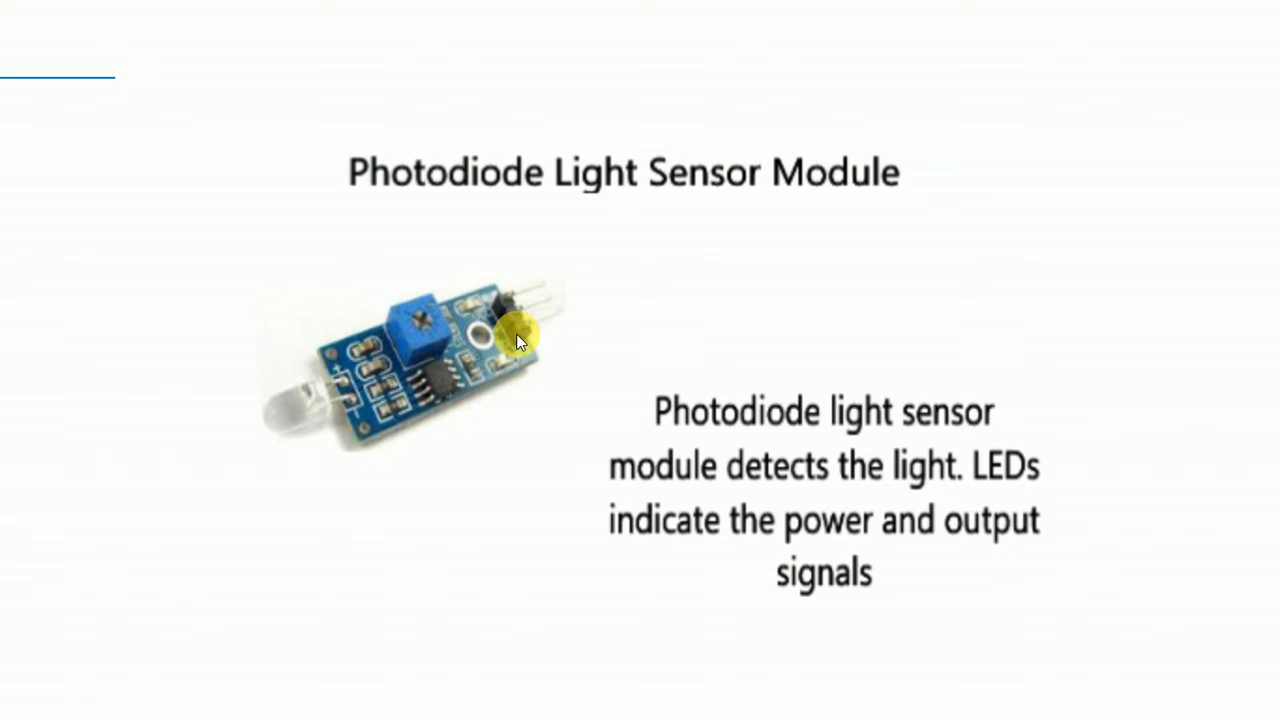 Photodiode Light Sensor Module
Photodiode light sensor
module detects the light. LEDs
indicate the power and output
signals